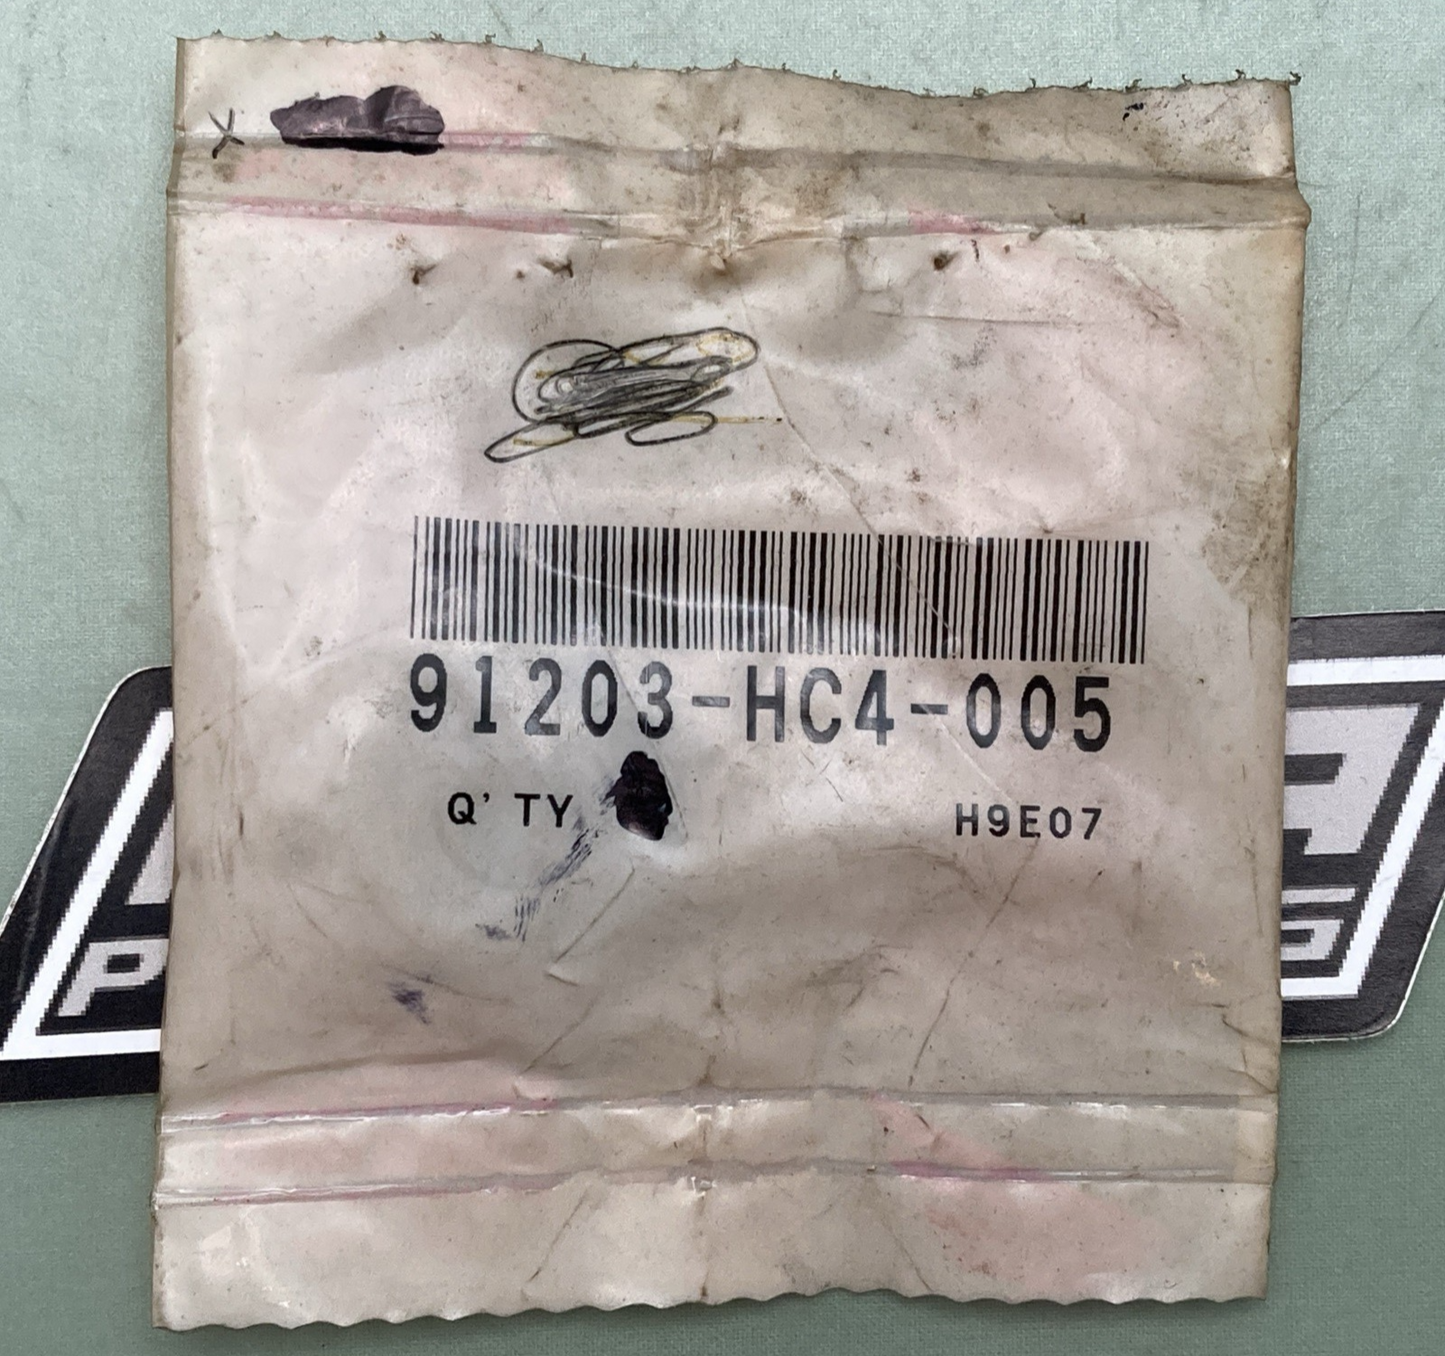 X
91203-HC4-005
Q' TY
H9E07